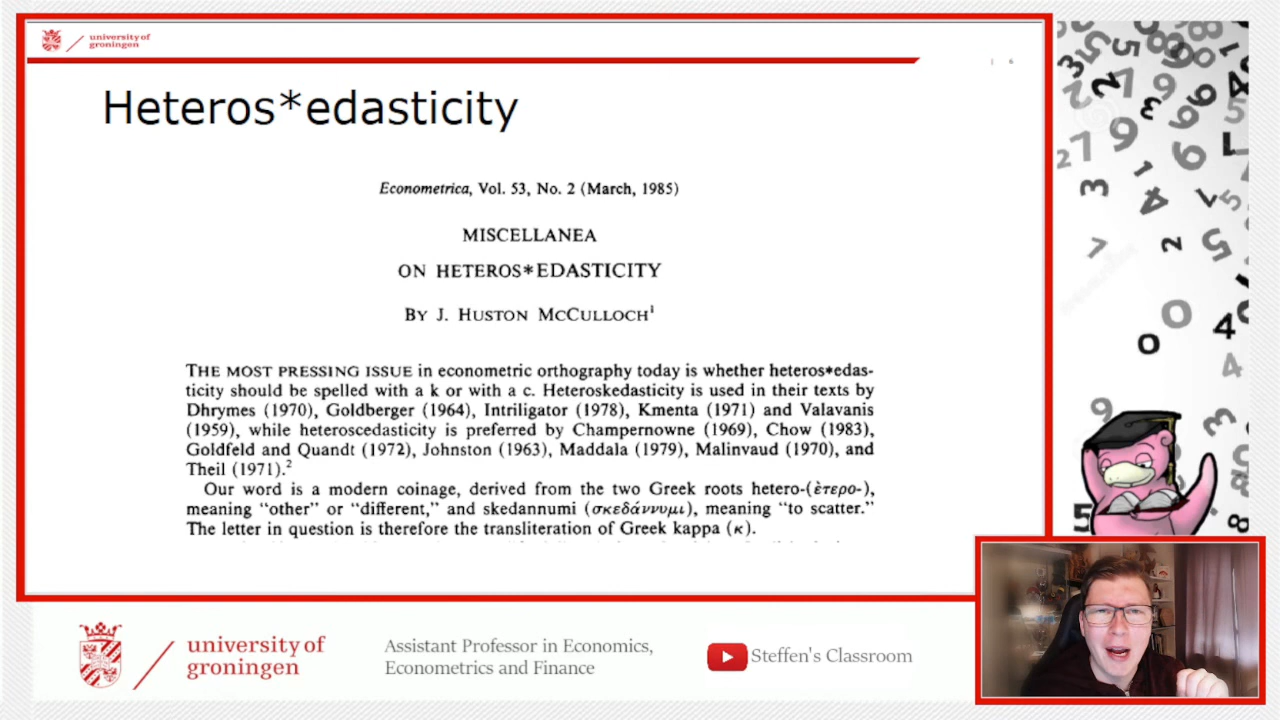 university of
groningen
| 6
Heteros*edasticity
Econometrica, Vol. 53, No. 2 (March, 1985)
MISCELLANEA
ON HETEROS*EDASTICITY
BY J. HUSTON MCCULLOCH¹
THE MOST PRESSING ISSUE in econometric orthography today is whether heteros*edas-
ticity should be spelled with a k or with a c. Heteroskedasticity is used in their texts by
Dhrymes (1970), Goldberger (1964), Intriligator (1978), Kmenta (1971) and Valavanis
(1959), while heteroscedasticity is preferred by Champernowne (1969), Chow (1983),
Goldfeld and Quandt (1972), Johnston (1963), Maddala (1979), Malinvaud (1970), and
Theil (1971).²
Our word is a modern coinage, derived from the two Greek roots hetero-(ἑτερο-),
meaning “other” or “different,” and skedannumi (σκεδάννυμι), meaning “to scatter.”
The letter in question is therefore the transliteration of Greek kappa (κ).
university of
groningen
Assistant Professor in Economics,
Econometrics and Finance
Steffen's Classroom